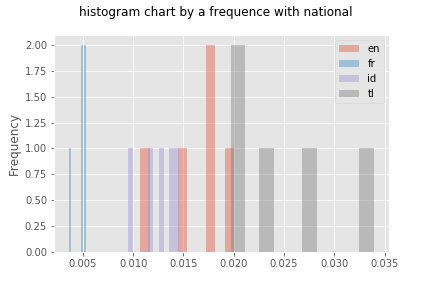 histogram chart by a frequence with national
en
fr
id
tl
Frequency
2.00
1.75
1.50
1.25
1.00
0.75
0.50
0.25
0.00
0.005 0.010 0.015 0.020 0.025 0.030 0.035